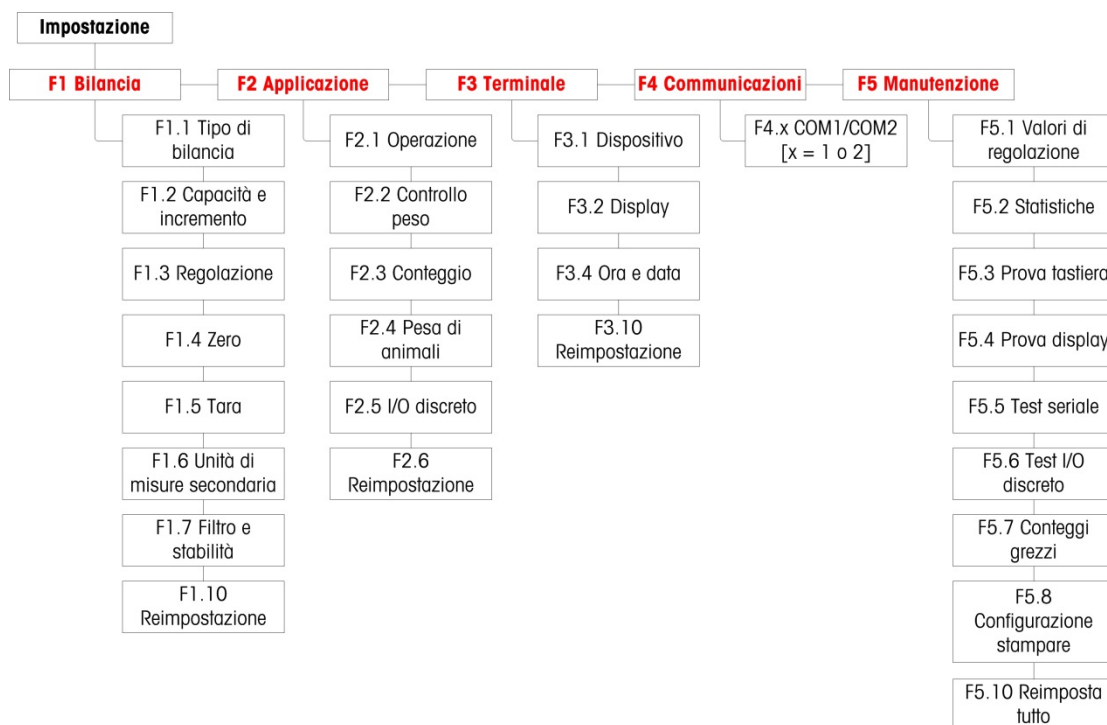 Impostazione
F1 Bilancia
F2 Applicazione
F3 Terminale
F4 Communicazioni
F5 Manutenzione
F1.1 Tipo di
bilancia
F1.2 Capacità e
incremento
F1.3 Regolazione
F1.4 Zero
F1.5 Tara
F1.6 Unità di
misure secondaria
F1.7 Filtro e
stabilità
F1.10
Reimpostazione
F2.1 Operazione
F2.2 Controllo
peso
F2.3 Conteggio
F2.4 Pesa di
animali
F2.5 I/O discreto
F2.6
Reimpostazione
F3.1 Dispositivo
F3.2 Display
F3.4 Ora e data
F3.10
Reimpostazione
F4.x COM1/COM2
[x = 1 o 2]
F5.1 Valori di
regolazione
F5.2 Statistiche
F5.3 Prova tastiera
F5.4 Prova display
F5.5 Test seriale
F5.6 Test I/O
discreto
F5.7 Conteggi
grezzi
F5.8
Configurazione
stampare
F5.10 Reimposta
tutto